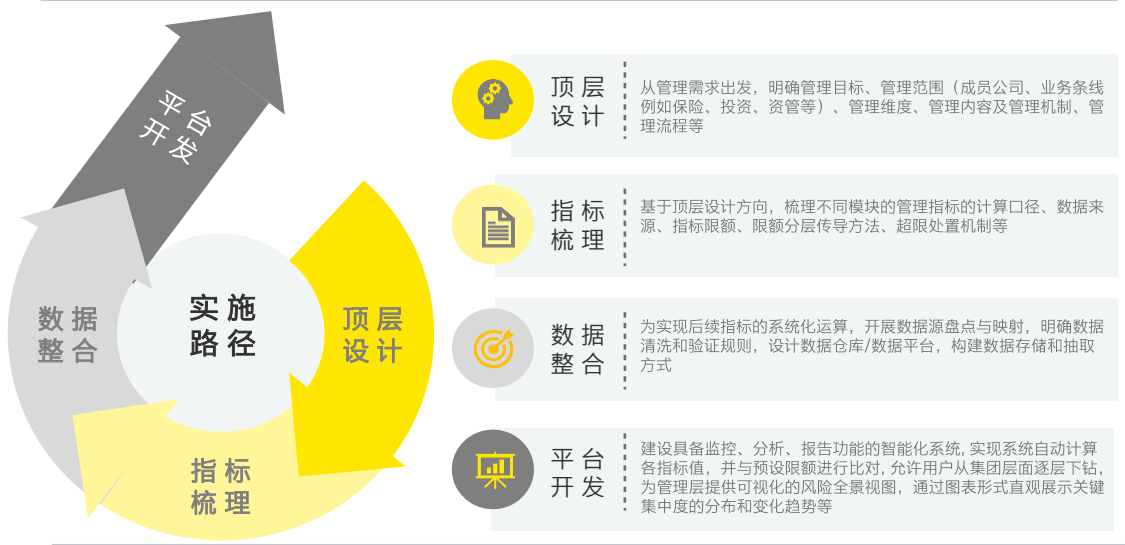 平台
开发
数据
整合
实施
路径
顶层
设计
指标
梳理
顶层
设计
从管理需求出发，明确管理目标、管理范围（成员公司、业务条线
例如保险、投资、资管等）、管理维度、管理内容及管理机制、管
理流程等
指标
梳理
基于顶层设计方向，梳理不同模块的管理指标的计算口径、数据来
源、指标限额、限额分层传导方法、超限处置机制等
数据
整合
为实现后续指标的系统化运算，开展数据源盘点与映射，明确数据
清洗和验证规则，设计数据仓库/数据平台，构建数据存储和抽取
方式
平台
开发
建设具备监控、分析、报告功能的智能化系统, 实现系统自动计算
各指标值，并与预设限额进行比对, 允许用户从集团层面逐层下钻，
为管理层提供可视化的风险全景视图，通过图表形式直观展示关键
集中度的分布和变化趋势等